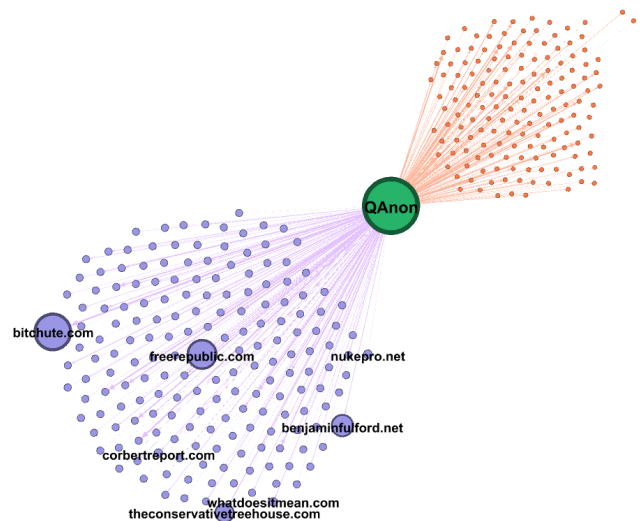 QAnon
bitchute.com
freerepublic.com
nukepro.net
benjaminfulford.net
corbertreport.com
whatdoesitmean.com
theconservativetreehouse.com